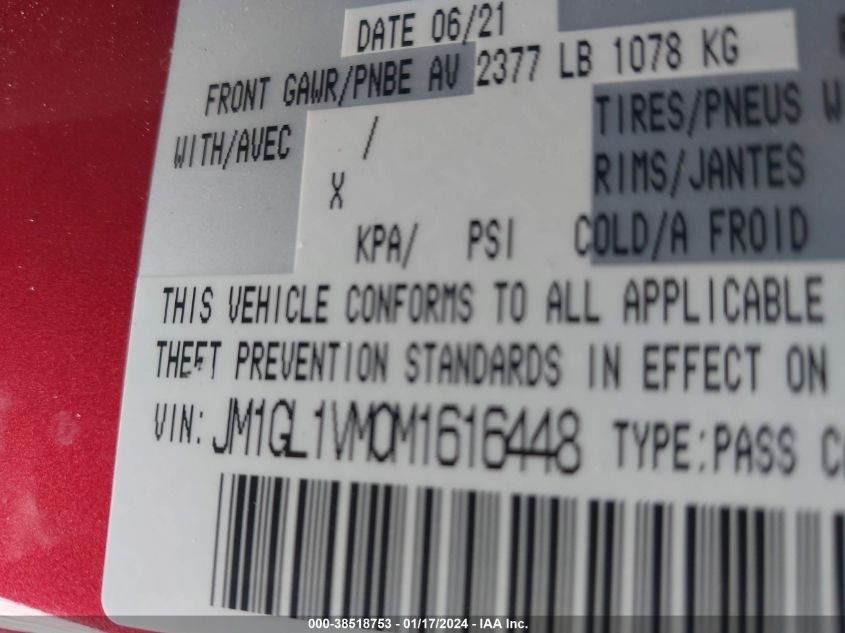 DATE 06/21
FRONT GAWR/PNBE AV 2377 LB 1078 KG
WITH/AVEC / TIRES/PNEUS
X RIMS/JANTES
KPA/ PSI COLD/A FROID
THIS VEHICLE CONFORMS TO ALL APPLICABLE
THEFT PREVENTION STANDARDS IN EFFECT ON
VIN: JM1GL1VM0M1616448 TYPE:PASS
000-38518753 - 01/17/2024 - IAA Inc.